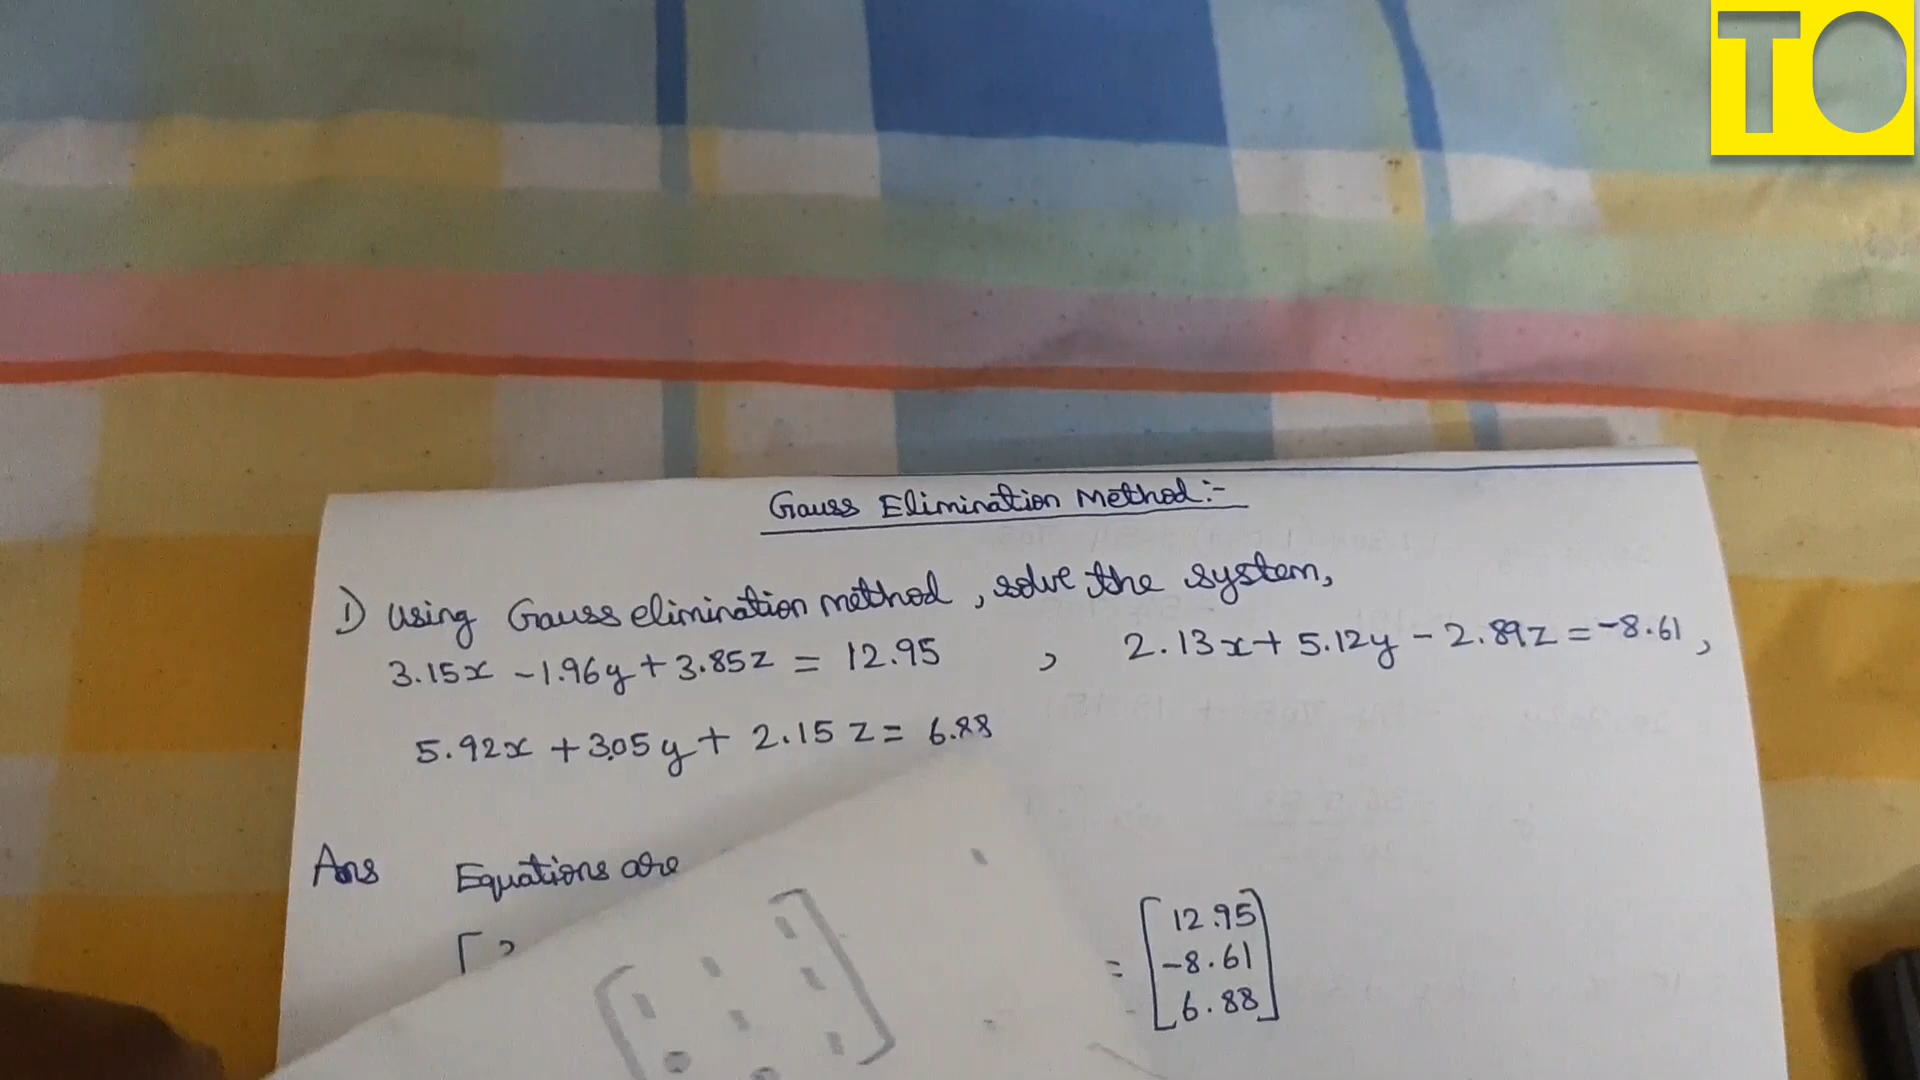 TO
Gauss Elimination Method:-
1) Using Gauss elimination method, solve the system,
3.15x - 1.96y + 3.85z = 12.95 , 2.13x + 5.12y - 2.89z = -8.61 ,
5.92x + 3.05y + 2.15z = 6.88
Ans Equations are
= [12.95
-8.61
6.88]